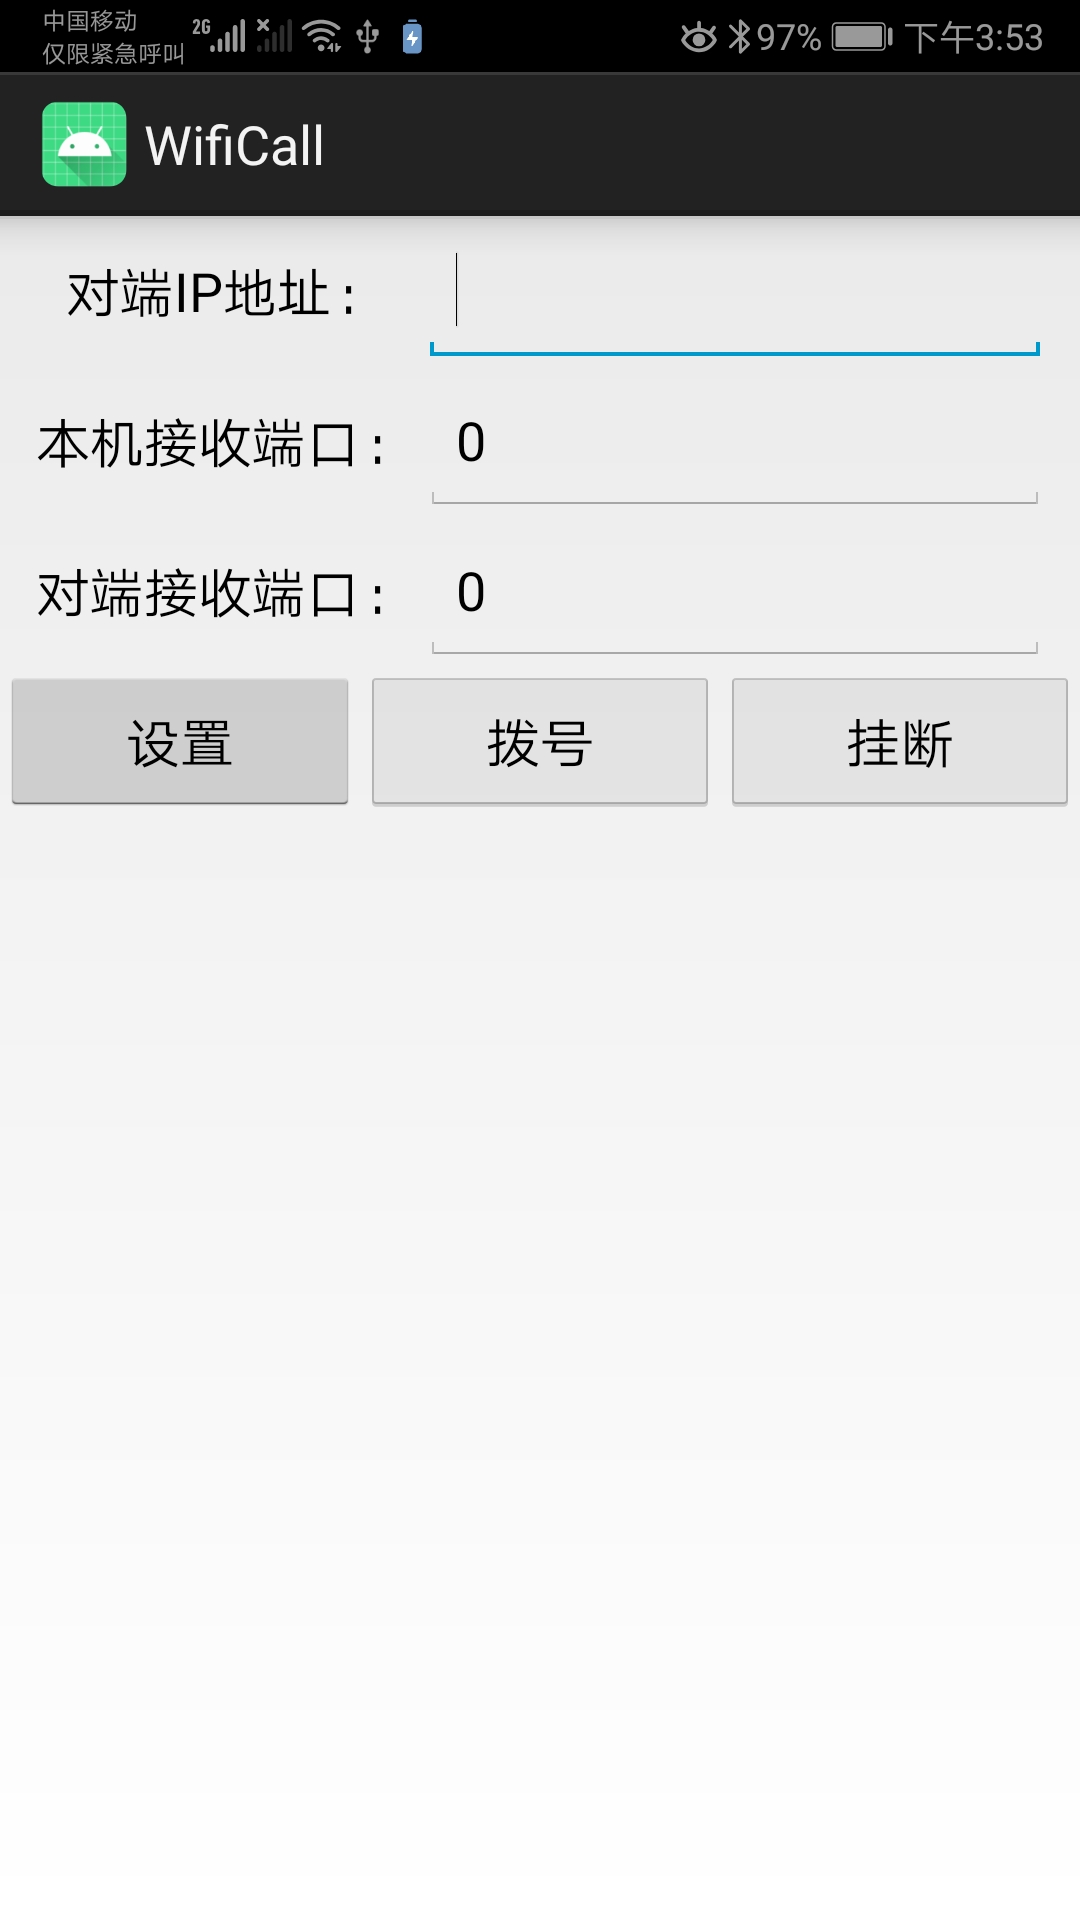 中国移动
仅限紧急呼叫
2G
97%
下午3:53
WifiCall
对端IP地址:
本机接收端口: 0
对端接收端口: 0
设置 拨号 挂断